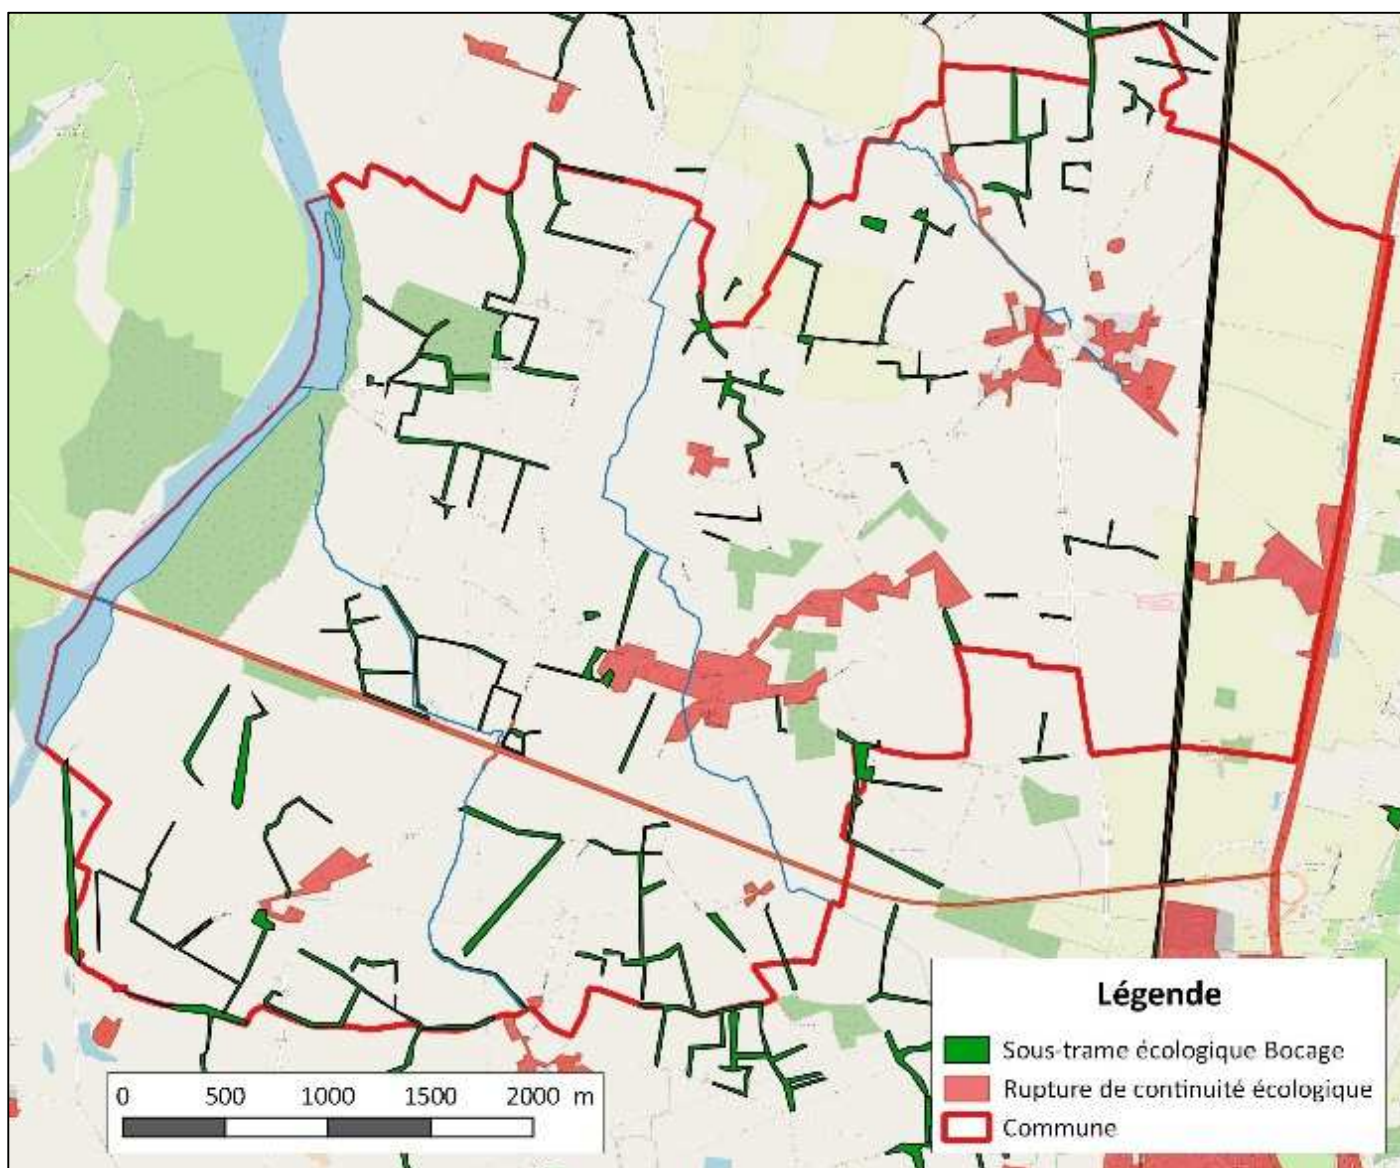 Légende
Sous-trame écologique Bocage
Rupture de continuité écologique
Commune
0 500 1000 1500 2000 m